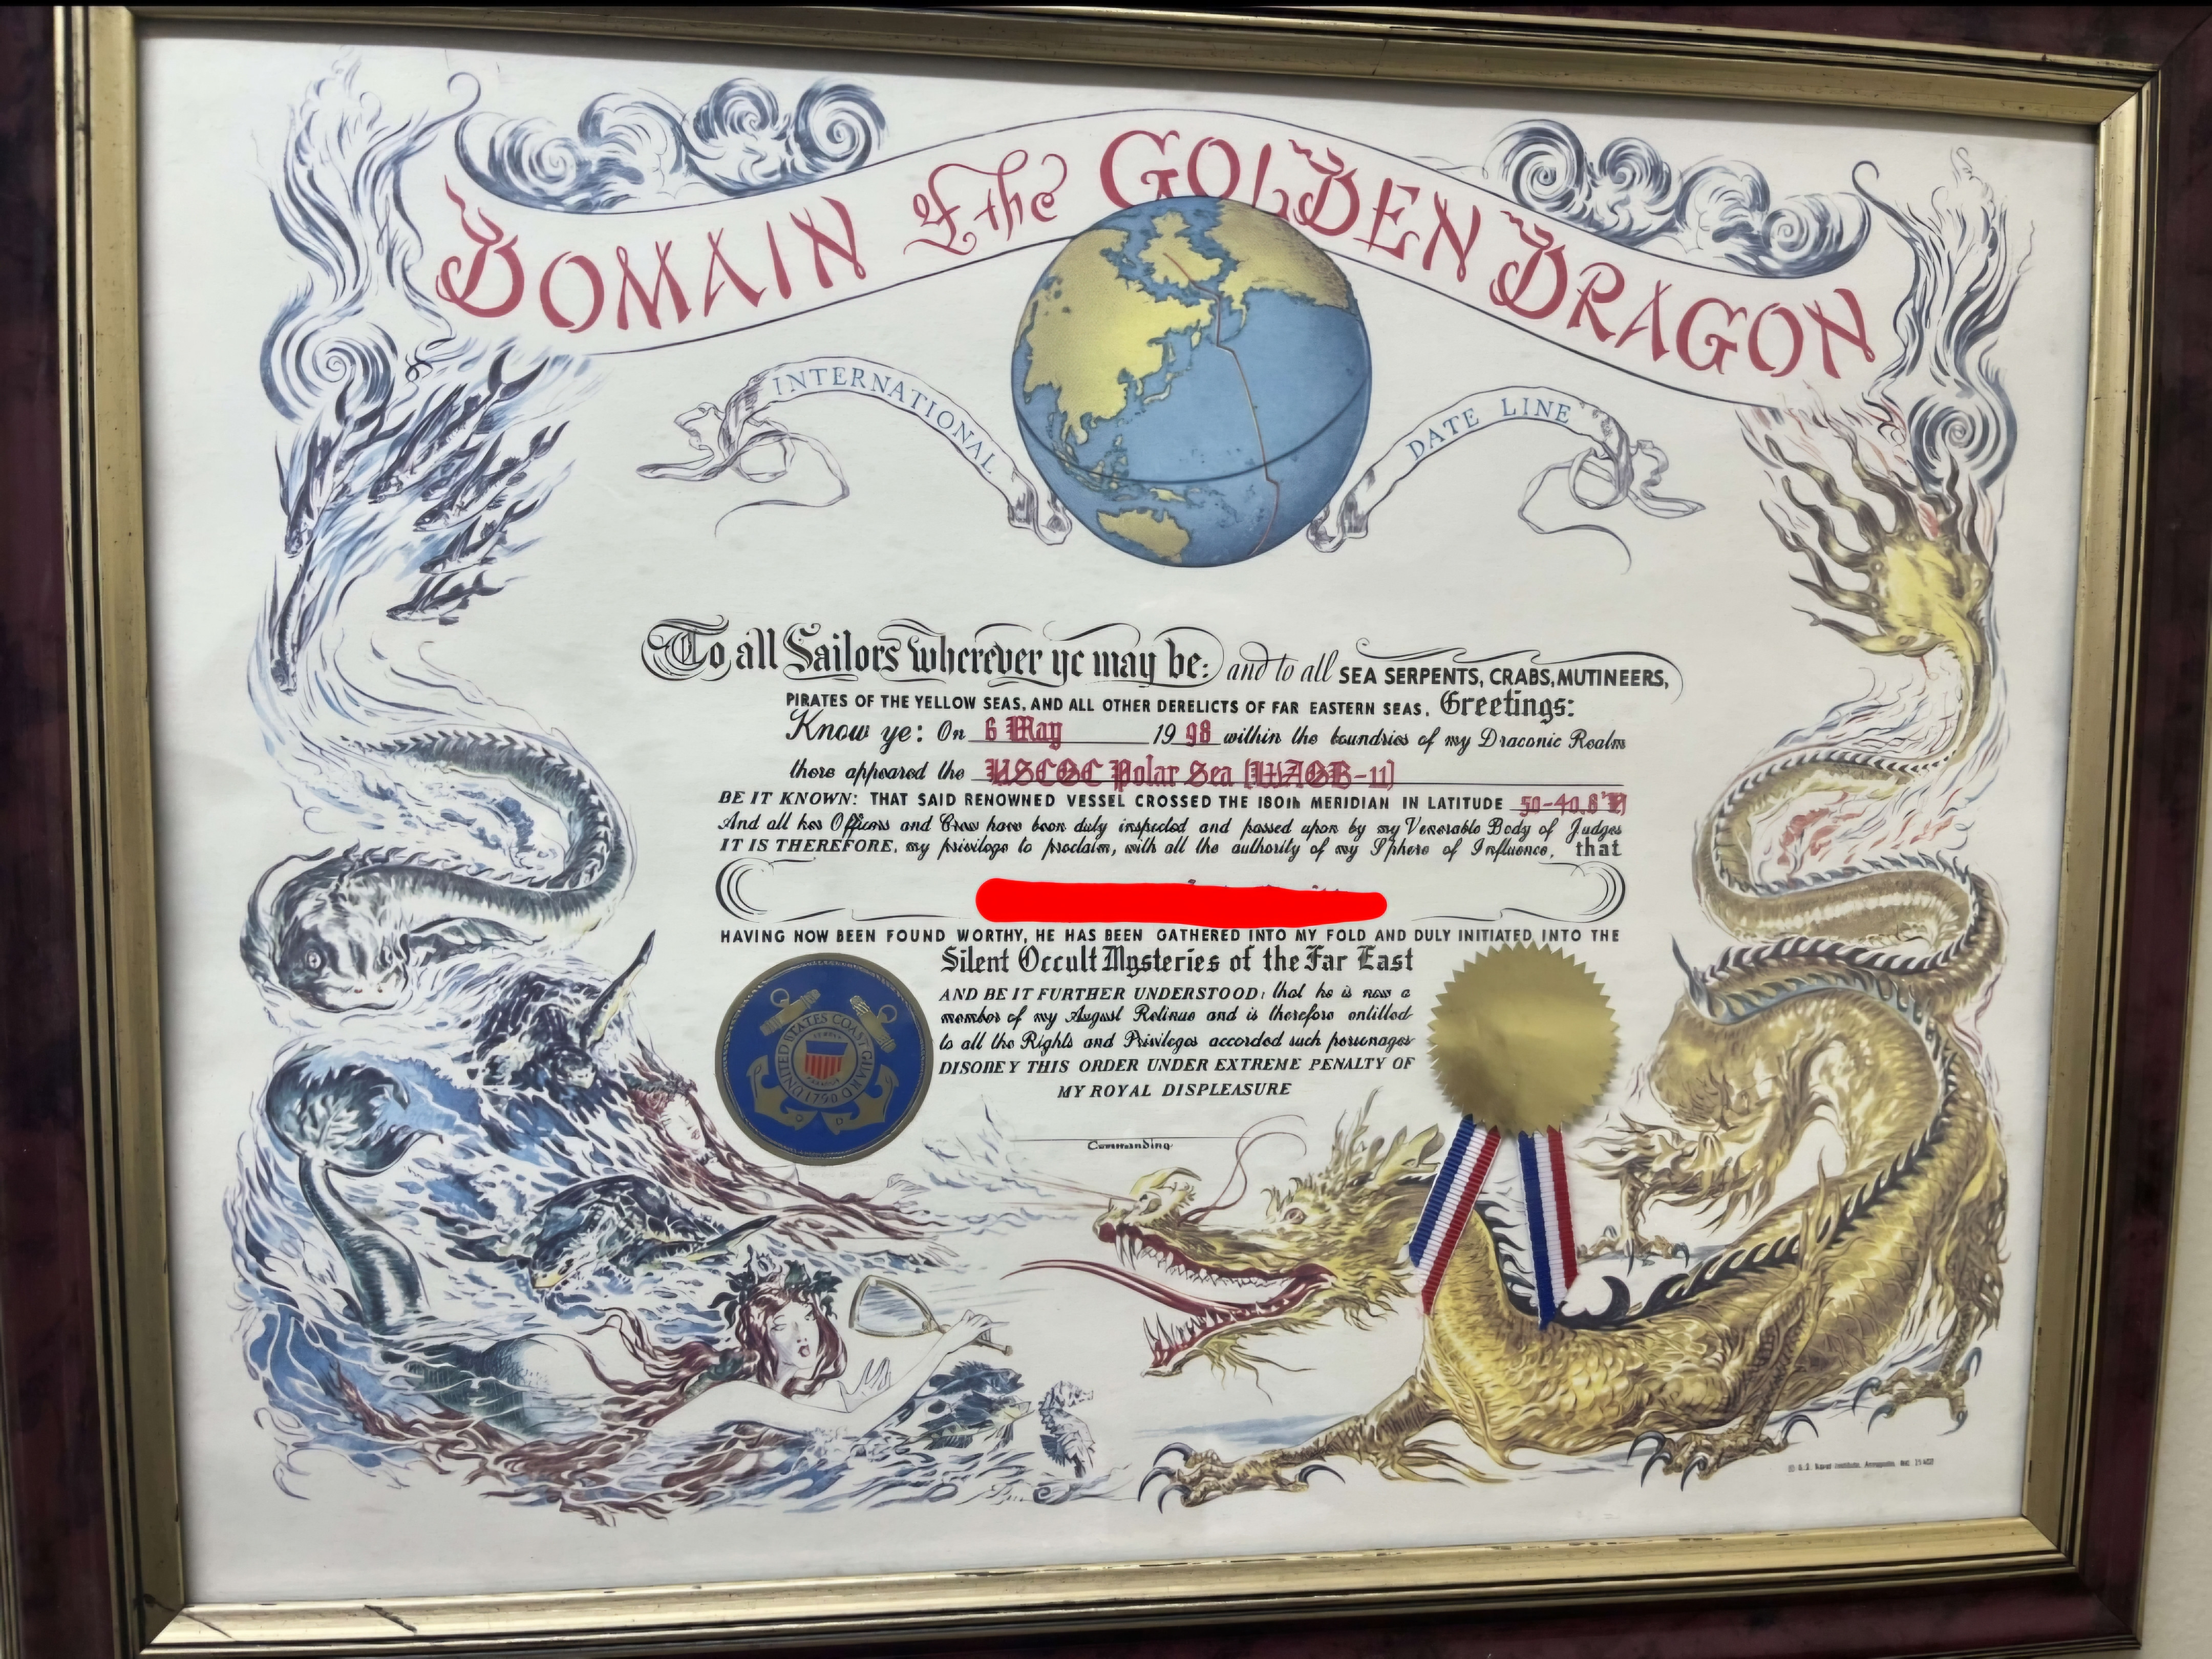 DOMAIN of the GOLDEN DRAGON
INTERNATIONAL
DATE LINE
To all Sailors wherever ye may be: and to all SEA SERPENTS, CRABS, MUTINEERS,
PIRATES OF THE YELLOW SEAS, AND ALL OTHER DERELICTS OF FAR EASTERN SEAS, Greetings:
Know ye: On 6 May 19 98 within the boundries of my Draconic Realm
there appeared the USCGC Polar Sea (WAGB-11)
BE IT KNOWN: THAT SAID RENOWNED VESSEL CROSSED THE 180th MERIDIAN IN LATITUDE 50-40.8'N
And all her Officers and Crew have been duly inspected and passed upon by my Venerable Body of Judges
IT IS THEREFORE, my privilege to proclaim, with all the authority of my Sphere of Influence, that
HAVING NOW BEEN FOUND WORTHY, HE HAS BEEN GATHERED INTO MY FOLD AND DULY INITIATED INTO THE
Silent Occult Mysteries of the Far East
AND BE IT FURTHER UNDERSTOOD: that he is now a
member of my August Retinue and is therefore entitled
to all the Rights and Privileges accorded such personages
DISOBEY THIS ORDER UNDER EXTREME PENALTY OF
MY ROYAL DISPLEASURE
Commanding
UNITED STATES COAST GUARD
1790
© U.S. Naval Institute, Annapolis, Md.